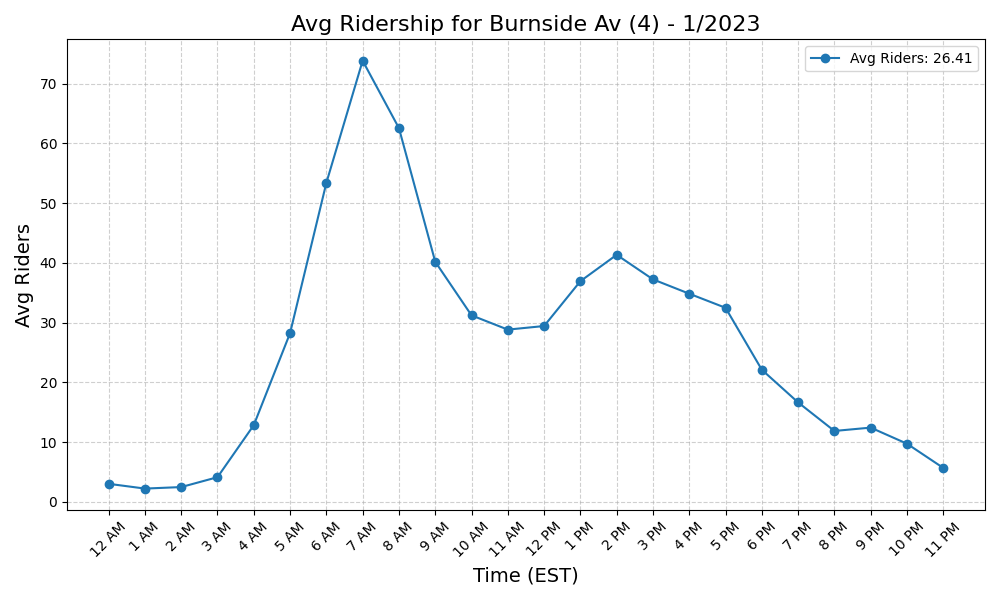 Avg Ridership for Burnside Av (4) - 1/2023
Avg Riders: 26.41
Avg Riders
70
60
50
40
30
20
10
0
12 AM
1 AM
2 AM
3 AM
4 AM
5 AM
6 AM
7 AM
8 AM
9 AM
10 AM
11 AM
12 PM
1 PM
2 PM
3 PM
4 PM
5 PM
6 PM
7 PM
8 PM
9 PM
10 PM
11 PM
Time (EST)